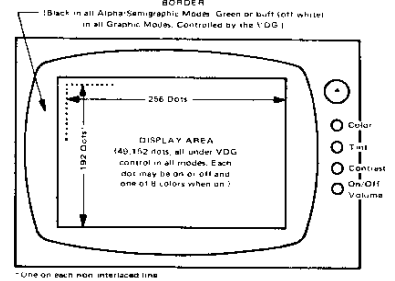 BORDER
(Black in all Alpha/Semigraphic Modes. Green or buff (off white)
in all Graphic Modes. Controlled by the VDG.)
256 Dots
192 Dots*
DISPLAY AREA
(49,152 dots, all under VDG
control in all modes. Each
dot may be on or off and
one of 8 colors when on.)
Color
Tint
Contrast
On/Off
Volume
*One on each non interlaced line